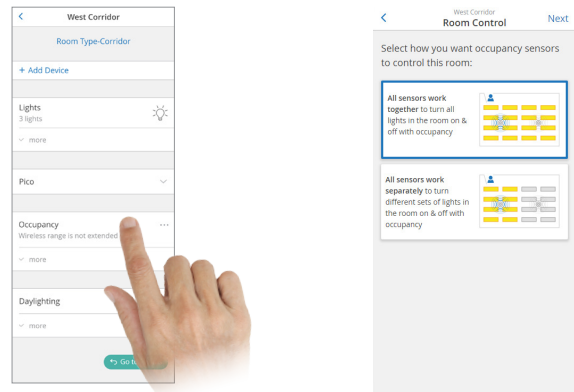 West Corridor
Room Type-Corridor
+ Add Device
Lights
3 lights
more
Pico
Occupancy
Wireless range is not extended
more
Daylighting
more
Go
West Corridor
Room Control
Next
Select how you want occupancy sensors
to control this room:
All sensors work
together to turn all
lights in the room on &
off with occupancy
All sensors work
separately to turn
different sets of lights in
the room on & off with
occupancy